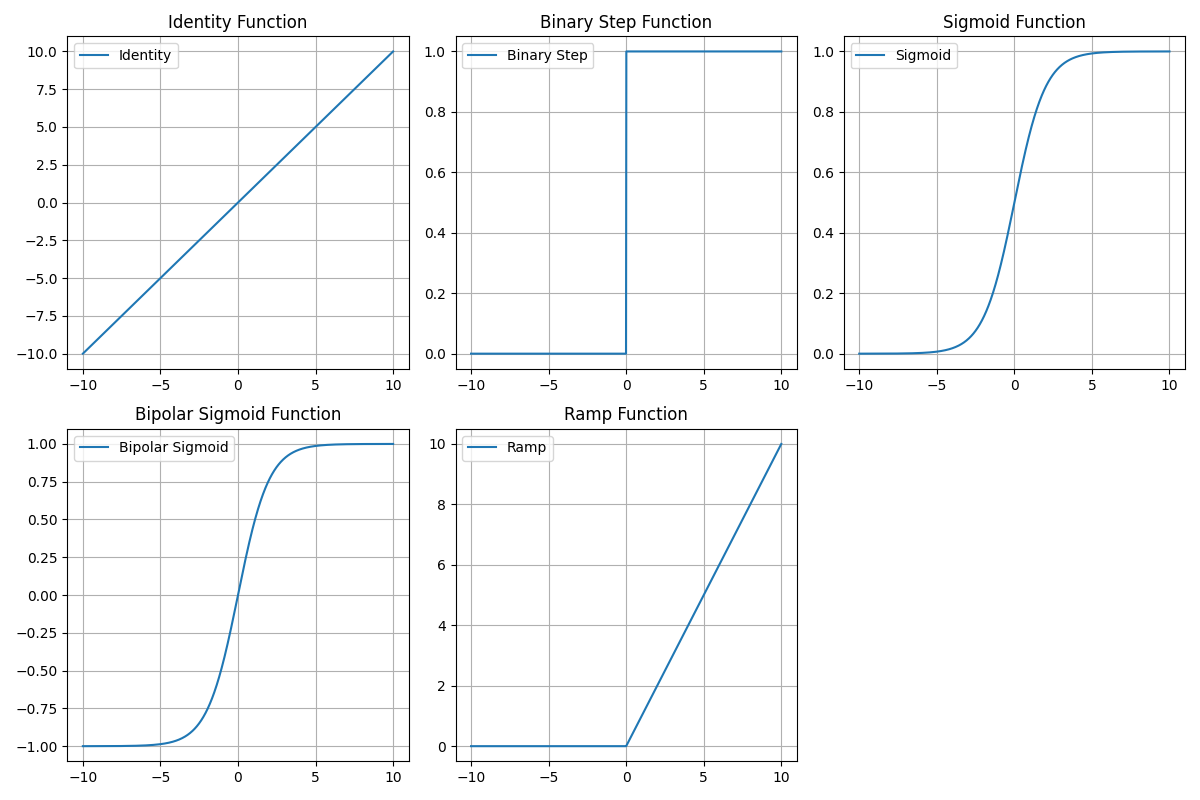 Identity Function
Identity
10.0
7.5
5.0
2.5
0.0
−2.5
−5.0
−7.5
−10.0
−10 −5 0 5 10
Binary Step Function
Binary Step
1.0
0.8
0.6
0.4
0.2
0.0
−10 −5 0 5 10
Sigmoid Function
Sigmoid
1.0
0.8
0.6
0.4
0.2
0.0
−10 −5 0 5 10
Bipolar Sigmoid Function
Bipolar Sigmoid
1.00
0.75
0.50
0.25
0.00
−0.25
−0.50
−0.75
−1.00
−10 −5 0 5 10
Ramp Function
Ramp
10
8
6
4
2
0
−10 −5 0 5 10